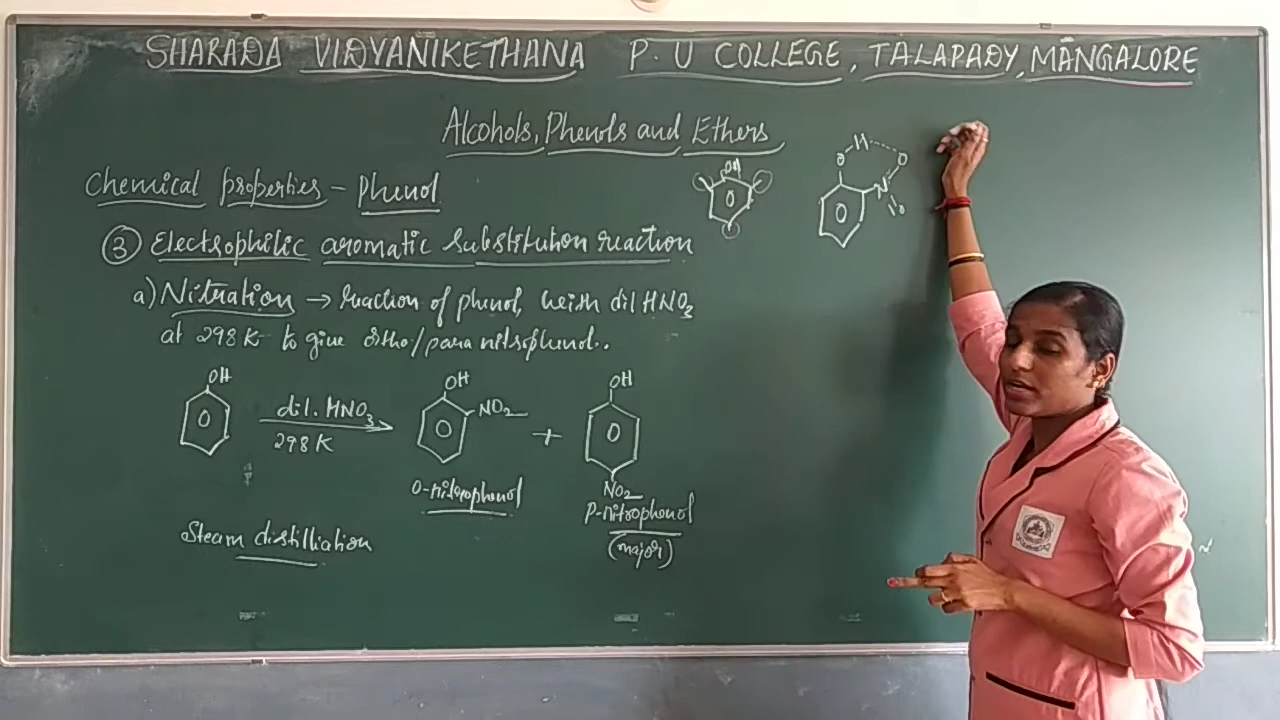 SHARADA VIDYANIKETHANA P. U COLLEGE, TALAPADY, MANGALORE
Alcohols, Phenols and Ethers
Chemical properties - Phenol
OH
O-H
O
N
O
O
③ Electrophilic aromatic substitution reaction
a) Nitration → reaction of phenol, with dil HNO3
at 298 K to give ortho/para nitrophenol..
OH
O
dil. HNO3
298 K
OH
O
NO2
+
OH
O
NO2
O-nitrophenol
P-nitrophenol
(major)
Steam distilliation